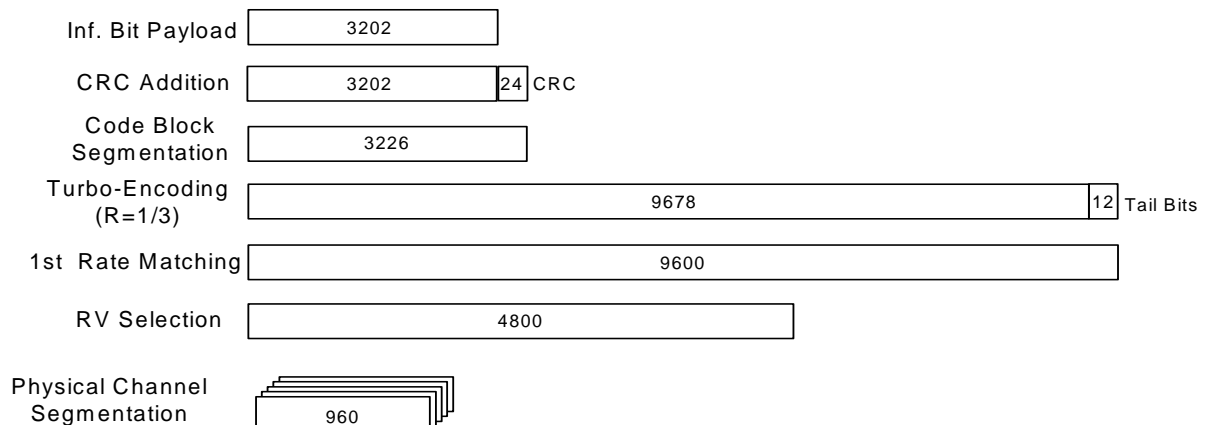 Inf. Bit Payload 3202
CRC Addition 3202 24 CRC
Code Block
Segmentation 3226
Turbo-Encoding
(R=1/3) 9678 12 Tail Bits
1st Rate Matching 9600
RV Selection 4800
Physical Channel
Segmentation 960